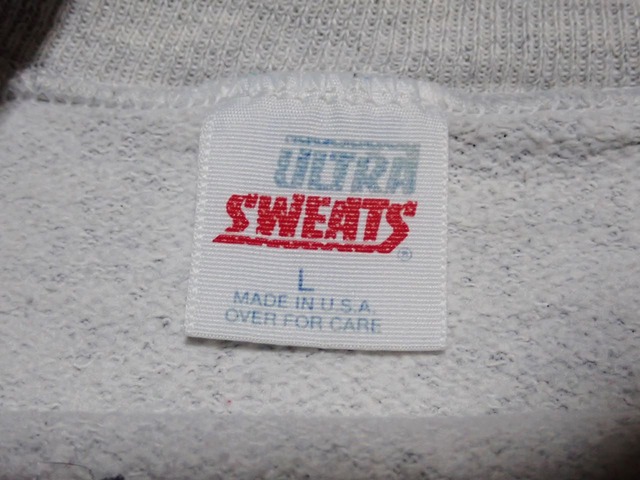 ULTRA
SWEATS®
L
MADE IN U.S.A.
OVER FOR CARE